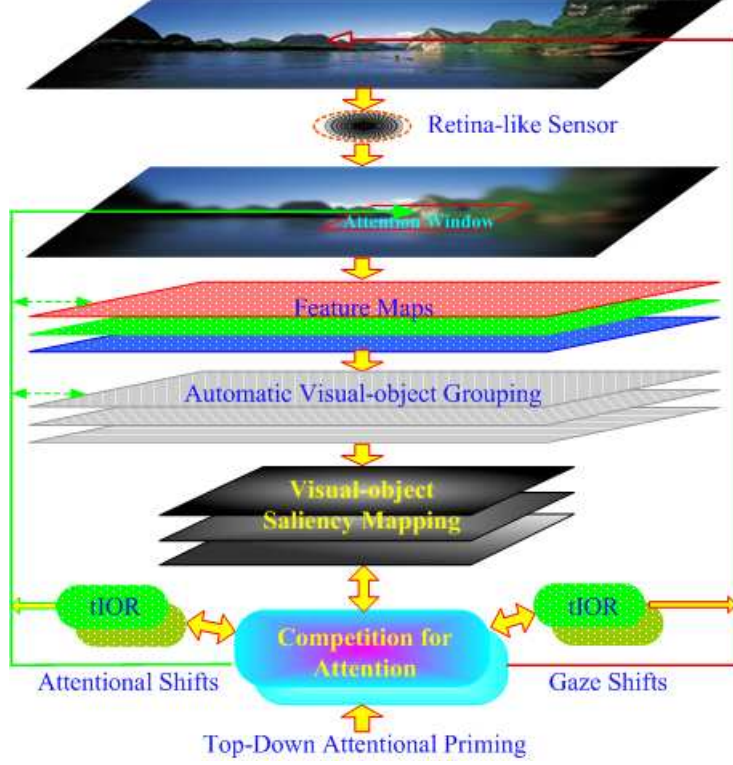 Retina-like Sensor
Attention Window
Feature Maps
Automatic Visual-object Grouping
Visual-object
Saliency Mapping
tIOR
tIOR
Competition for
Attention
Attentional Shifts
Gaze Shifts
Top-Down Attentional Priming